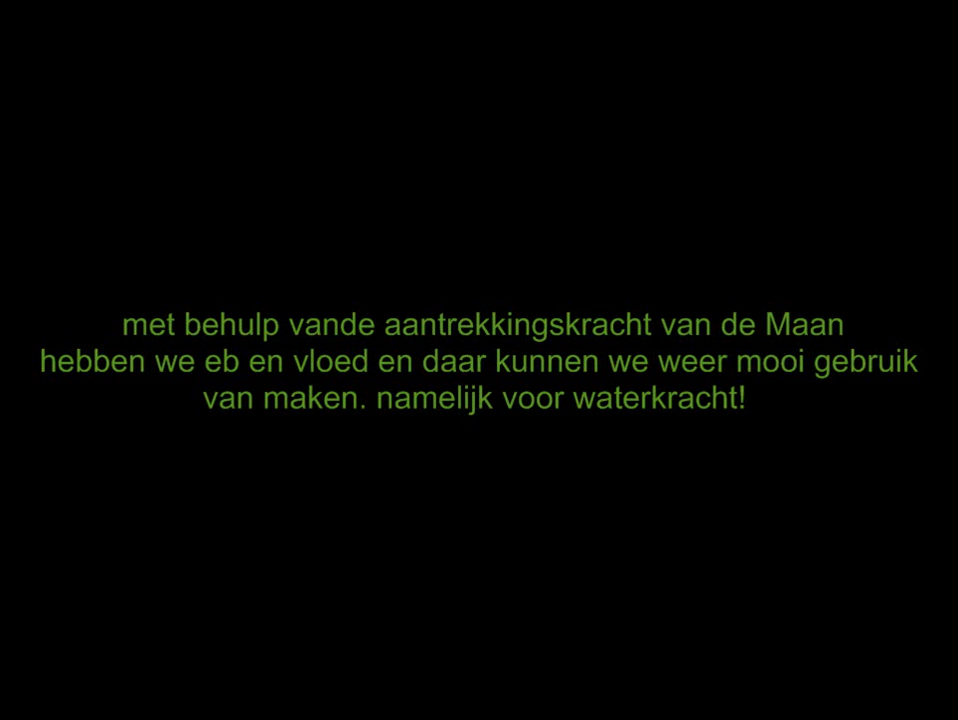 met behulp vande aantrekkingskracht van de Maan
hebben we eb en vloed en daar kunnen we weer mooi gebruik
van maken. namelijk voor waterkracht!